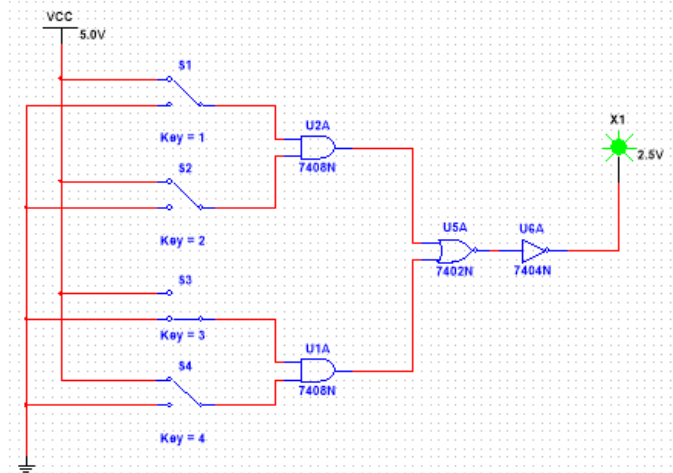 VCC
5.0V
S1
Key = 1
U2A
7408N
X1
2.5V
S2
Key = 2
U5A
7402N
U6A
7404N
S3
Key = 3
U1A
7408N
S4
Key = 4